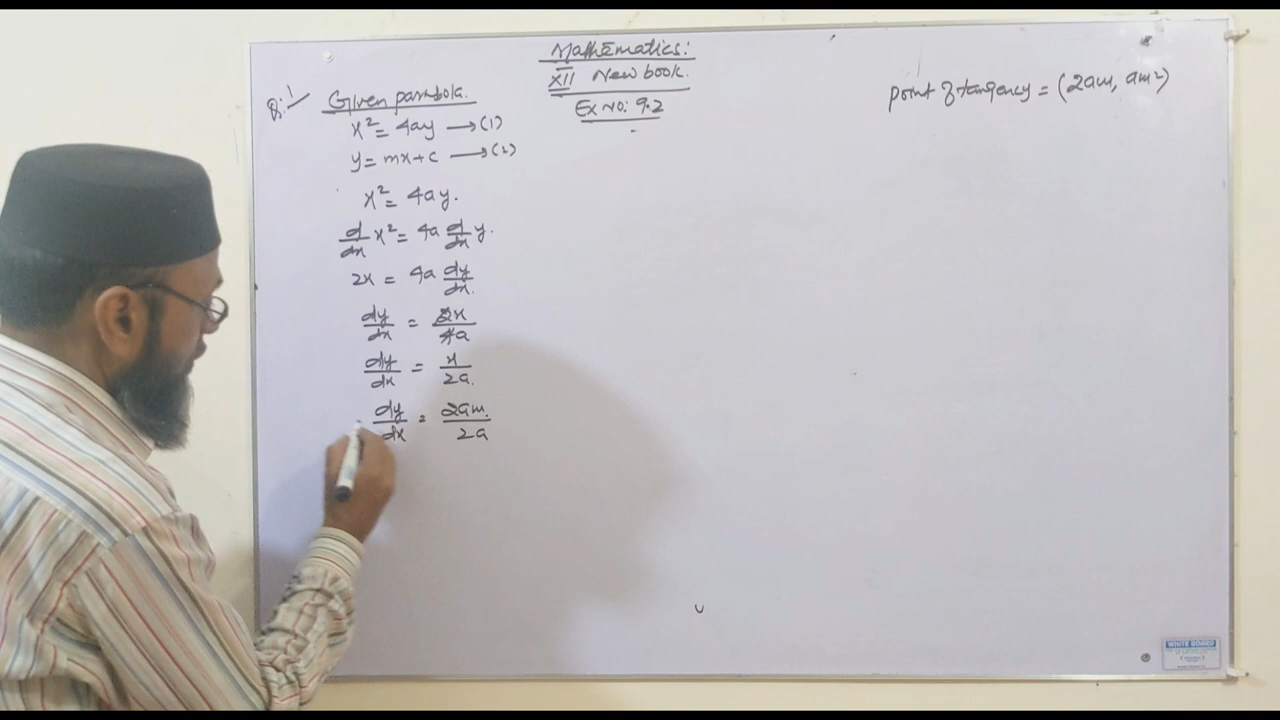 Mathematics:
XII New book.
Ex No: 9.2
Q:1
Given parabola.
x² = 4ay → (1)
y = mx + c → (2)
x² = 4ay.
d/dx x² = 4a d/dx y.
2x = 4a dy/dx.
dy/dx = 2x/4a
dy/dx = x/2a.
dy/dx = 2am./2a
point of tangency = (2am, am²)
WHITE BOARD